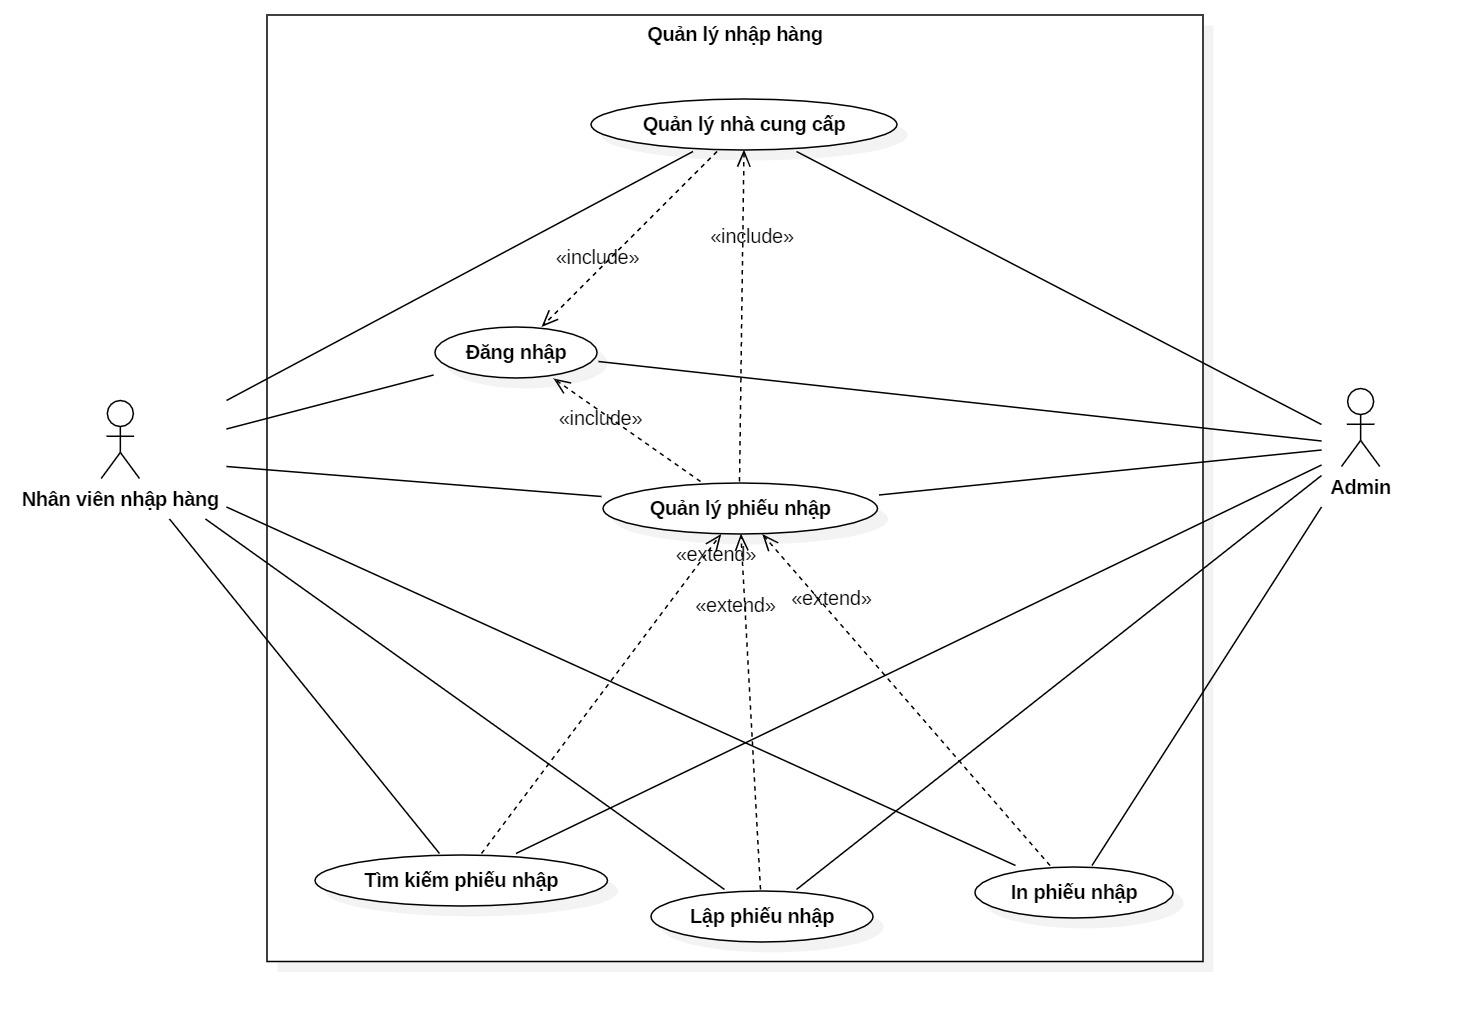 Quản lý nhập hàng
Quản lý nhà cung cấp
«include»
«include»
Đăng nhập
«include»
Nhân viên nhập hàng
Admin
Quản lý phiếu nhập
«extend»
«extend»
«extend»
Tìm kiếm phiếu nhập
Lập phiếu nhập
In phiếu nhập